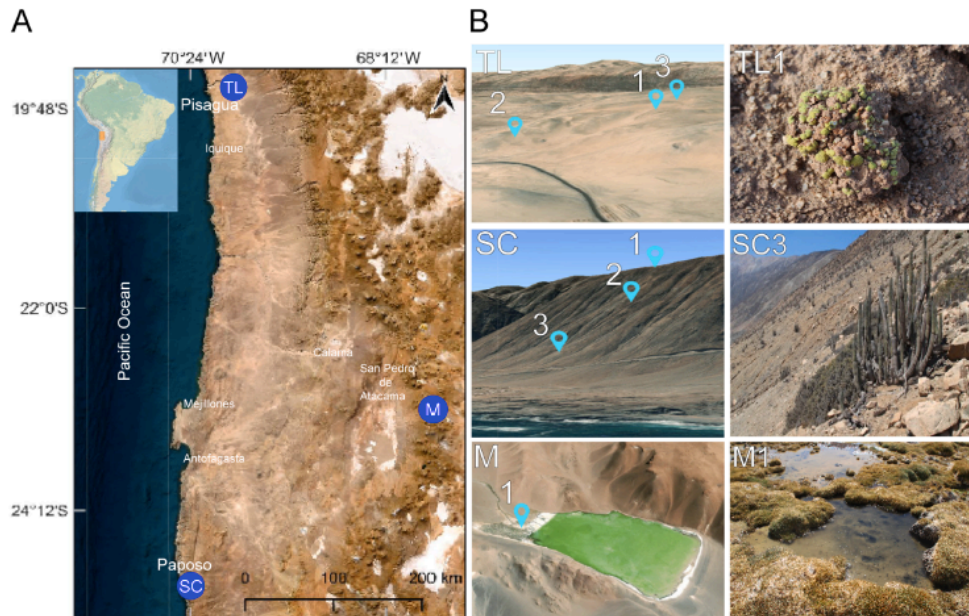 A
B
70°24'W
68°12'W
19°48'S
22°0'S
24°12'S
TL
Pisagua
Iquique
Pacific Ocean
Calama
San Pedro
de
Atacama
M
Mejillones
Antofagasta
Paposo
SC
0
100
200 km
TL
1
3
2
TL1
SC
1
2
3
SC3
M
1
M1